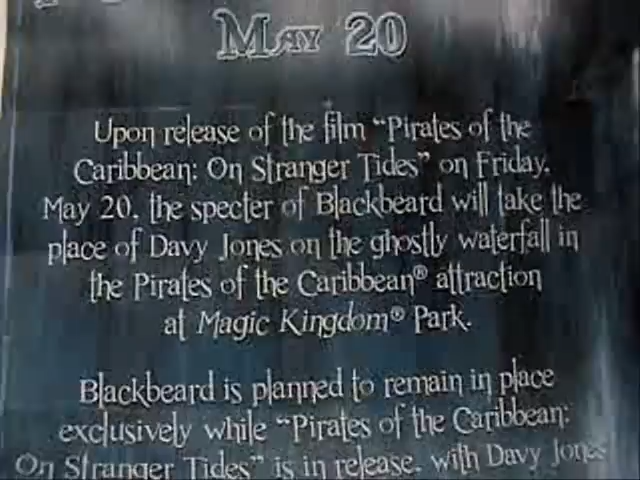 May 20
Upon release of the film "Pirates of the
Caribbean: On Stranger Tides" on Friday,
May 20, the specter of Blackbeard will take the
place of Davy Jones on the ghostly waterfall in
the Pirates of the Caribbean® attraction
at Magic Kingdom® Park.
Blackbeard is planned to remain in place
exclusively while "Pirates of the Caribbean:
On Stranger Tides" is in release, with Davy Jones